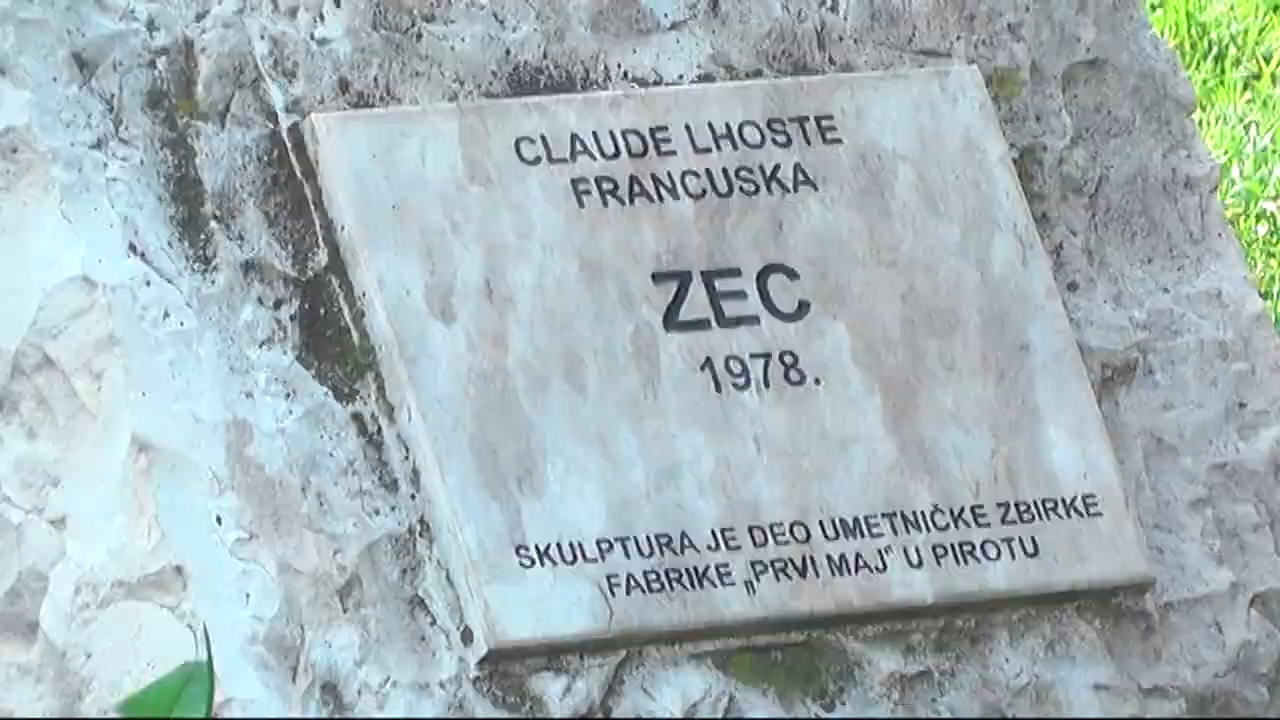 CLAUDE LHOSTE
FRANCUSKA
ZEC
1978.
SKULPTURA JE DEO UMETNIČKE ZBIRKE
FABRIKE „PRVI MAJ" U PIROTU